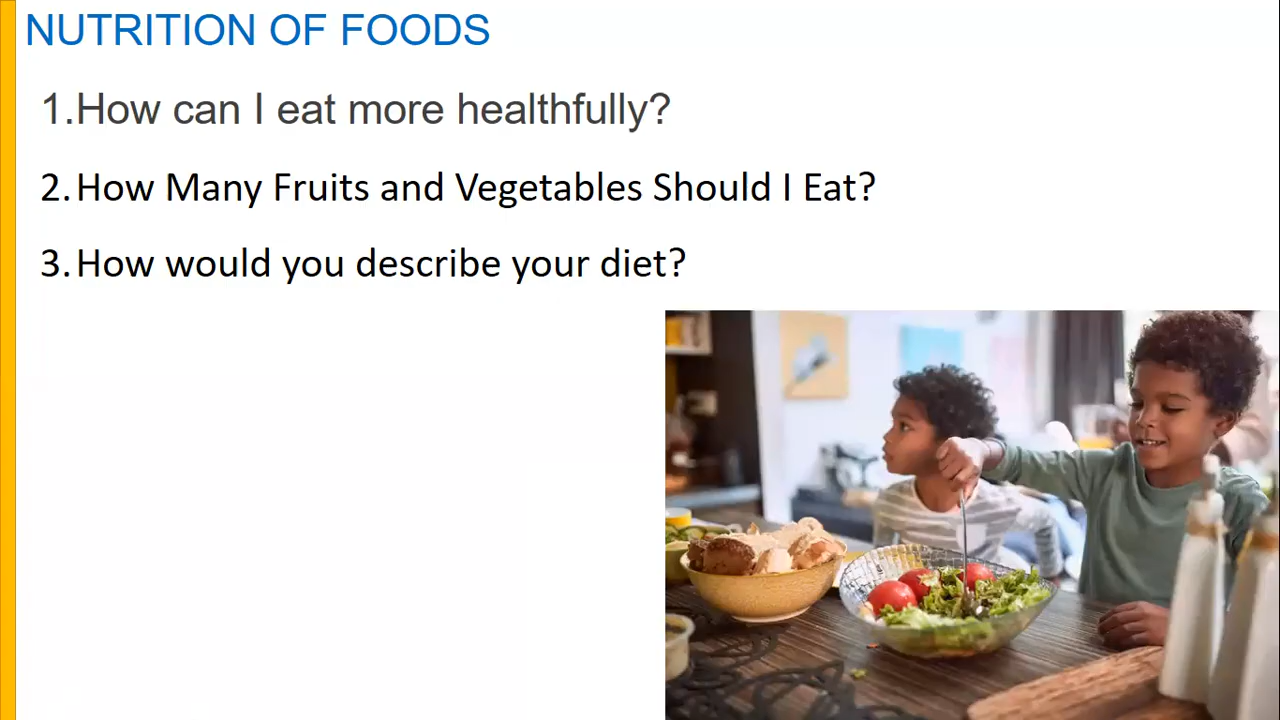 NUTRITION OF FOODS
1.How can I eat more healthfully?
2.How Many Fruits and Vegetables Should I Eat?
3.How would you describe your diet?